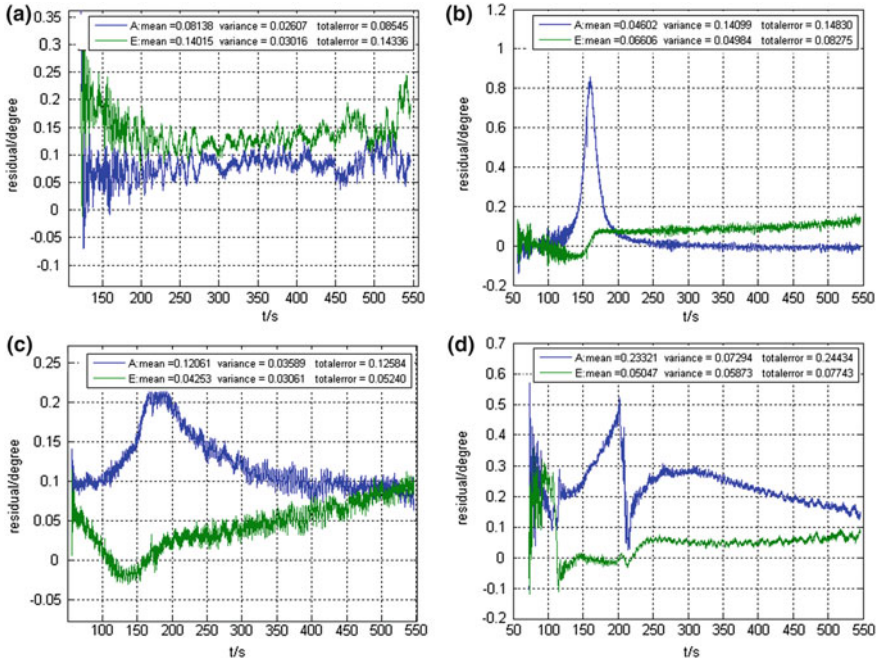 (a)
A:mean =0.08138 variance = 0.02607 totalerror = 0.08545
E:mean =0.14015 variance = 0.03016 totalerror = 0.14336
0.35
0.3
0.25
0.2
0.15
0.1
0.05
0
-0.05
-0.1
residual/degree
150 200 250 300 350 400 450 500 550
t/s
(b)
A:mean =0.04602 variance = 0.14099 totalerror = 0.14830
E:mean =0.06606 variance = 0.04984 totalerror = 0.08275
1.2
1
0.8
0.6
0.4
0.2
0
-0.2
residual/degree
50 100 150 200 250 300 350 400 450 500 550
t/s
(c)
A:mean =0.12061 variance = 0.03589 totalerror = 0.12584
E:mean =0.04253 variance = 0.03061 totalerror = 0.05240
0.25
0.2
0.15
0.1
0.05
0
-0.05
residual/degree
100 150 200 250 300 350 400 450 500 550
t/s
(d)
A:mean =0.23321 variance = 0.07294 totalerror = 0.24434
E:mean =0.05047 variance = 0.05873 totalerror = 0.07743
0.7
0.6
0.5
0.4
0.3
0.2
0.1
0
-0.1
-0.2
residual/degree
50 100 150 200 250 300 350 400 450 500 550
t/s